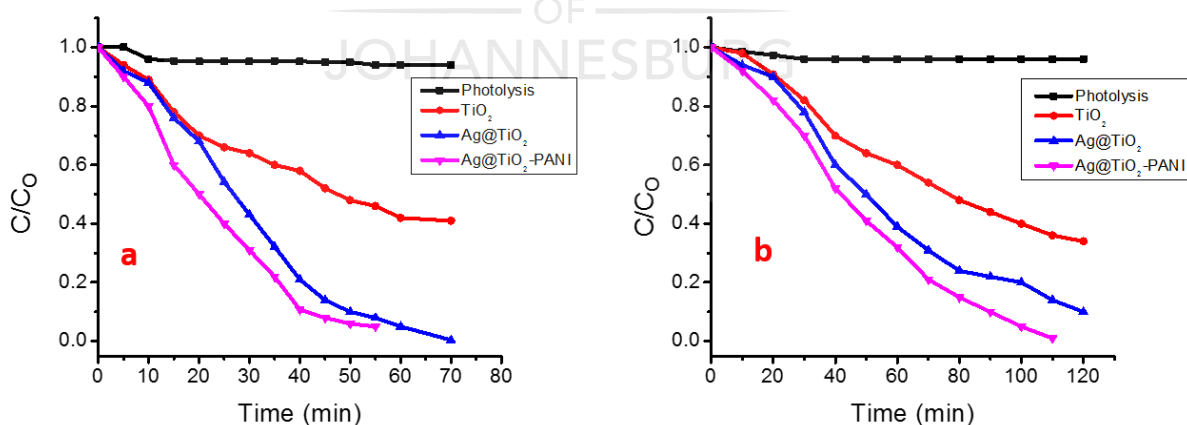 OF
JOHANNESBURG
1.0
0.8
0.6
0.4
0.2
0.0
C/C₀
a
Photolysis
TiO₂
Ag@TiO₂
Ag@TiO₂-PANI
0 10 20 30 40 50 60 70 80
Time (min)
1.0
0.8
0.6
0.4
0.2
0.0
C/C₀
b
Photolysis
TiO₂
Ag@TiO₂
Ag@TiO₂-PANI
0 20 40 60 80 100 120
Time (min)